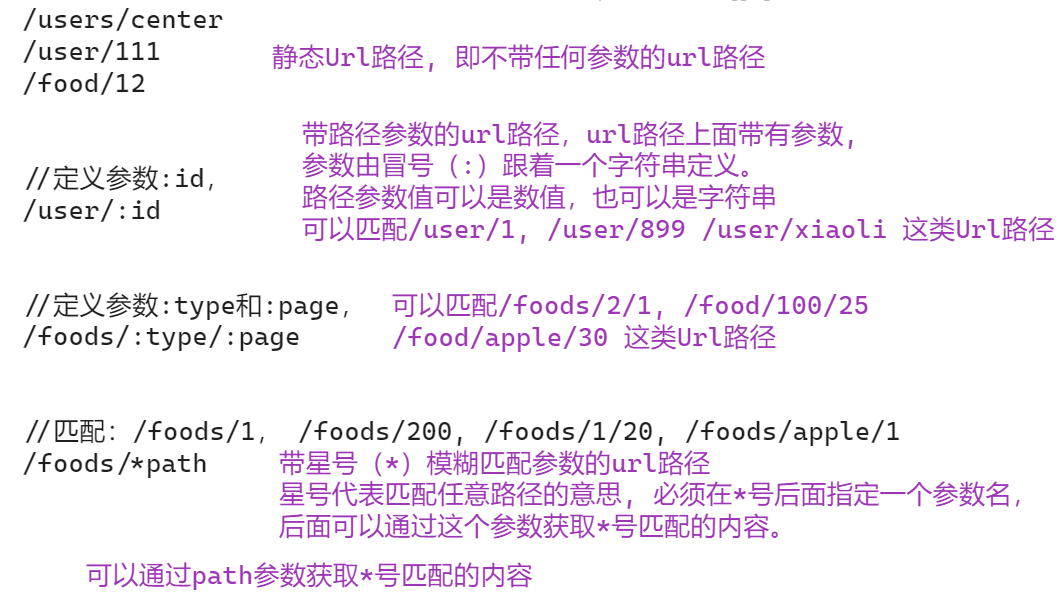 /users/center
/user/111
/food/12
静态Url路径, 即不带任何参数的url路径
带路径参数的url路径，url路径上面带有参数,
参数由冒号（:）跟着一个字符串定义。
路径参数值可以是数值，也可以是字符串
可以匹配/user/1, /user/899 /user/xiaoli 这类Url路径
//定义参数:id，
/user/:id
//定义参数:type和:page，
/foods/:type/:page
可以匹配/foods/2/1, /food/100/25
/food/apple/30 这类Url路径
//匹配：/foods/1， /foods/200, /foods/1/20, /foods/apple/1
/foods/*path
带星号（*）模糊匹配参数的url路径
星号代表匹配任意路径的意思, 必须在*号后面指定一个参数名，
后面可以通过这个参数获取*号匹配的内容。
可以通过path参数获取*号匹配的内容